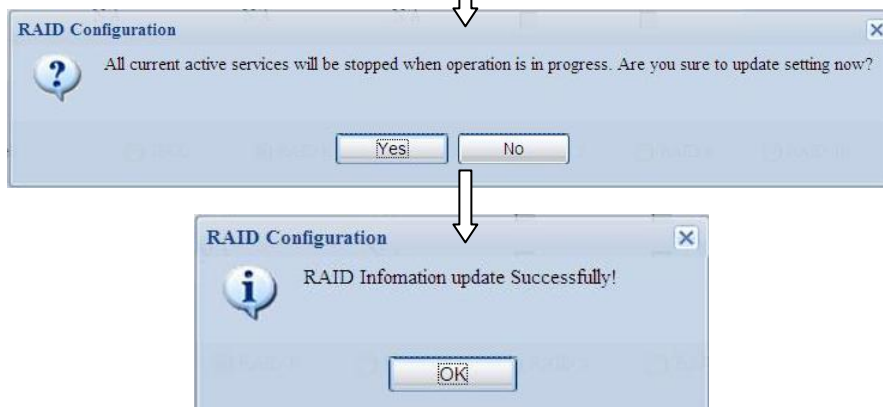 RAID Configuration
All current active services will be stopped when operation is in progress. Are you sure to update setting now?
Yes
No
RAID Configuration
RAID Infomation update Successfully!
OK